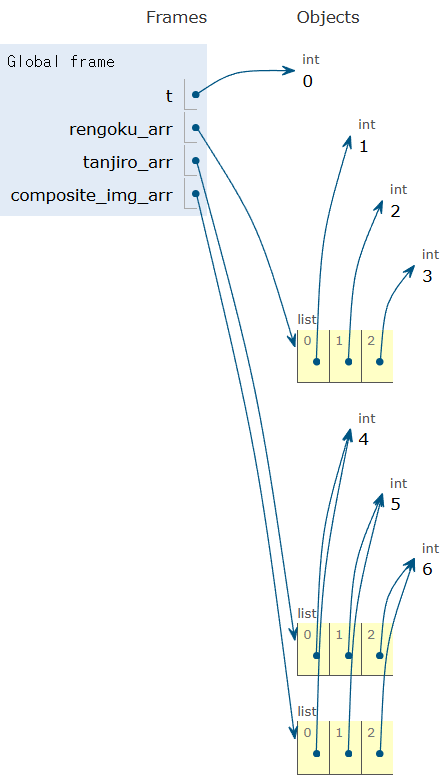 Frames
Objects
Global frame
t
rengoku_arr
tanjiro_arr
composite_img_arr
int
0
int
1
int
2
int
3
list
0 1 2
int
4
int
5
int
6
list
0 1 2
list
0 1 2